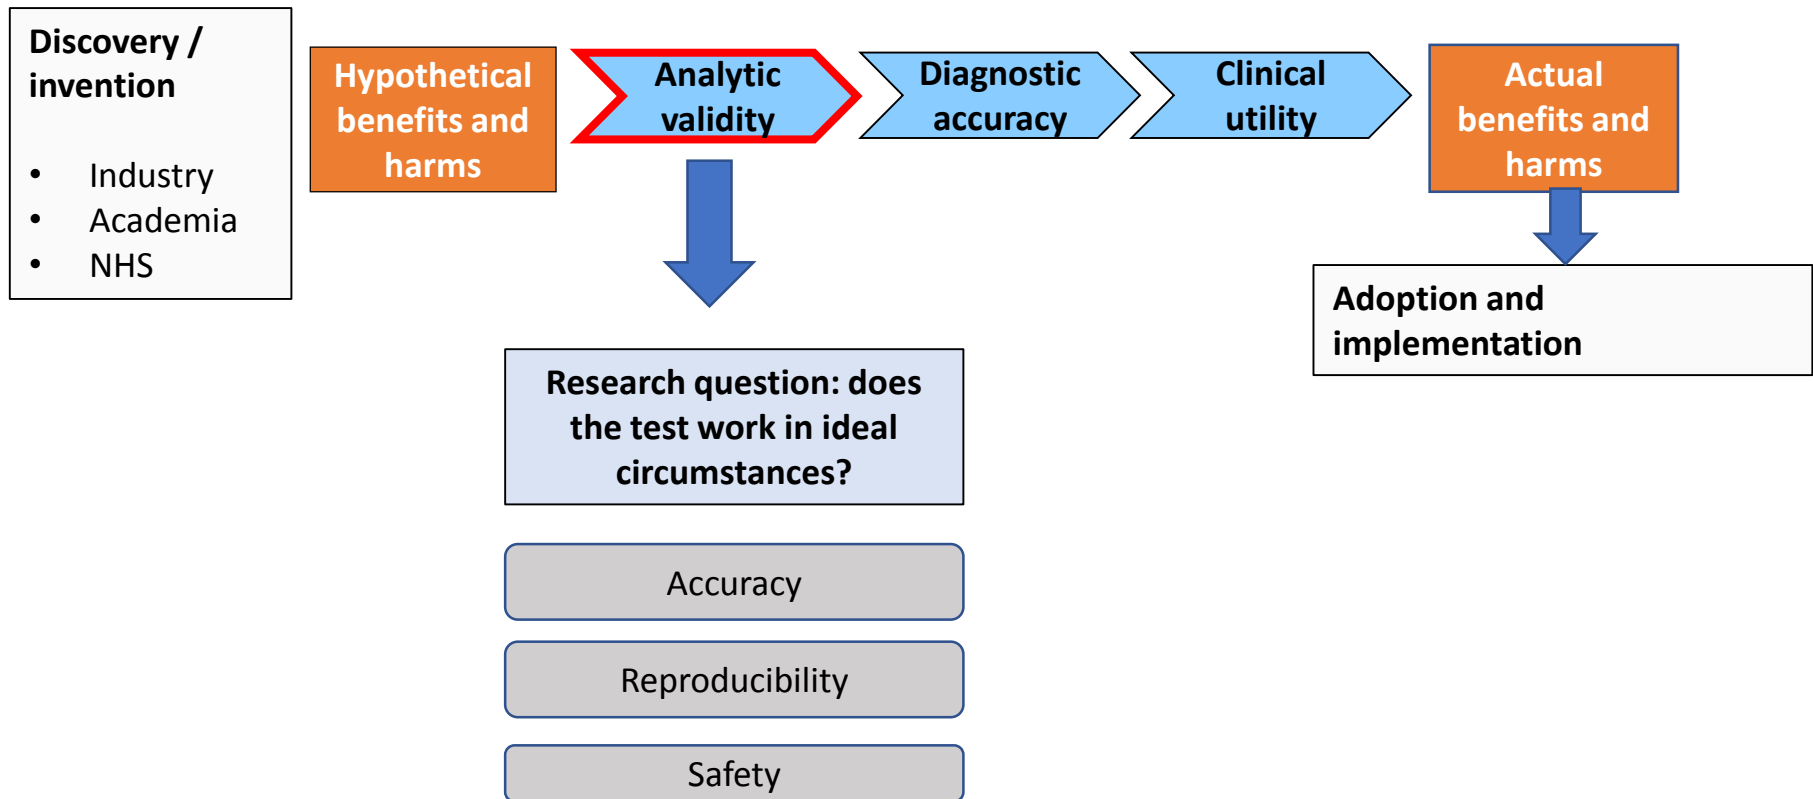 Discovery /
invention
• Industry
• Academia
• NHS
Hypothetical
benefits and
harms
Analytic
validity
Diagnostic
accuracy
Clinical
utility
Actual
benefits and
harms
Adoption and
implementation
Research question: does
the test work in ideal
circumstances?
Accuracy
Reproducibility
Safety